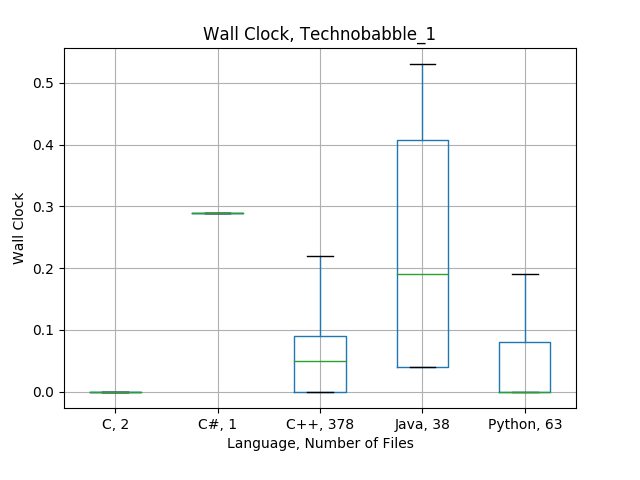 Wall Clock, Technobabble_1
Wall Clock
0.5
0.4
0.3
0.2
0.1
0.0
C, 2
C#, 1
C++, 378
Java, 38
Python, 63
Language, Number of Files